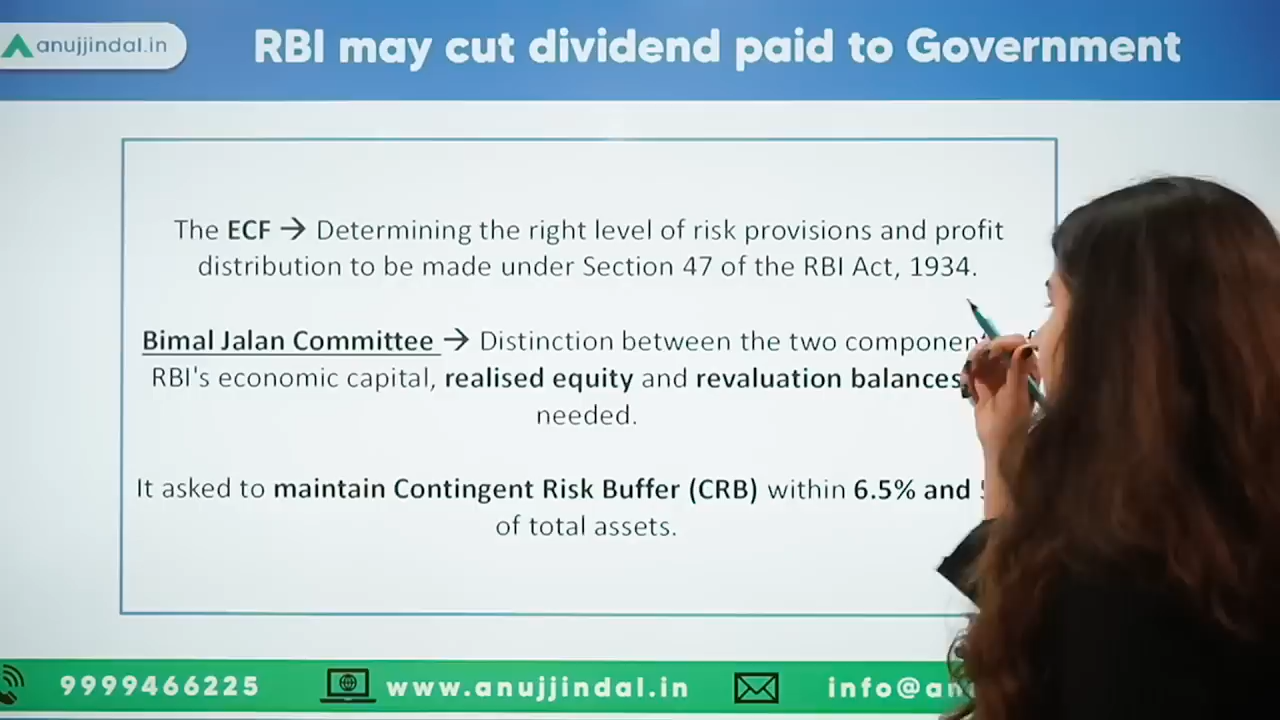 anujjindal.in
RBI may cut dividend paid to Government
The ECF → Determining the right level of risk provisions and profit
distribution to be made under Section 47 of the RBI Act, 1934.
Bimal Jalan Committee → Distinction between the two
RBI's economic capital, realised equity and revaluation balances
needed.
It asked to maintain Contingent Risk Buffer (CRB) within 6.5% and
of total assets.
9999466225
www.anujjindal.in